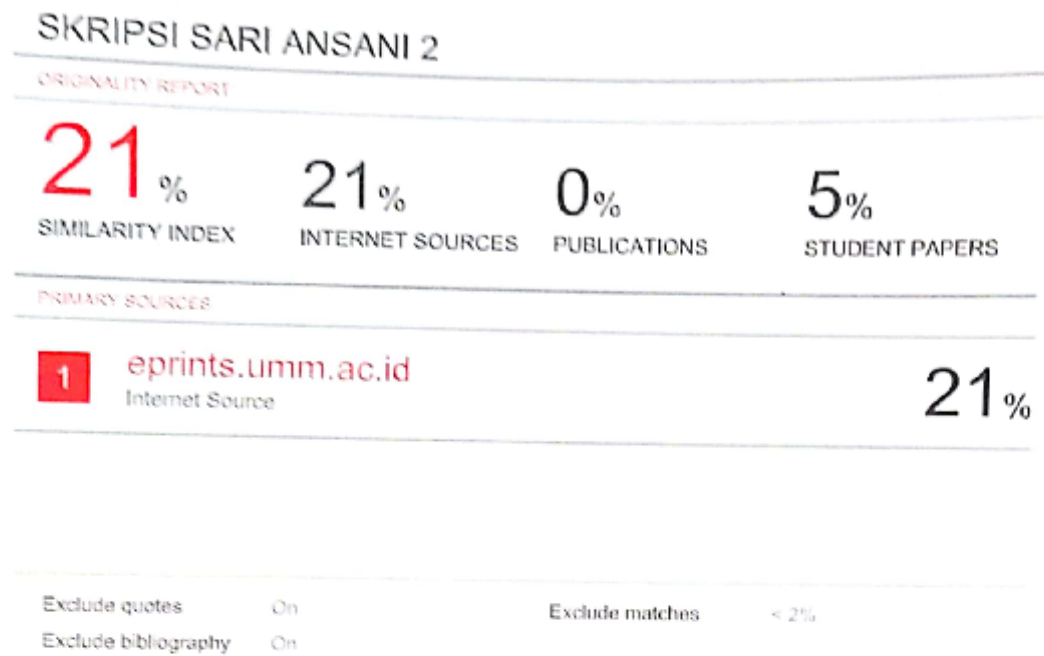 SKRIPSI SARI ANSANI 2
ORIGINALITY REPORT
21% 21% 0% 5%
SIMILARITY INDEX INTERNET SOURCES PUBLICATIONS STUDENT PAPERS
PRIMARY SOURCES
1 eprints.umm.ac.id 21%
Internet Source
Exclude quotes On Exclude matches < 2%
Exclude bibliography On